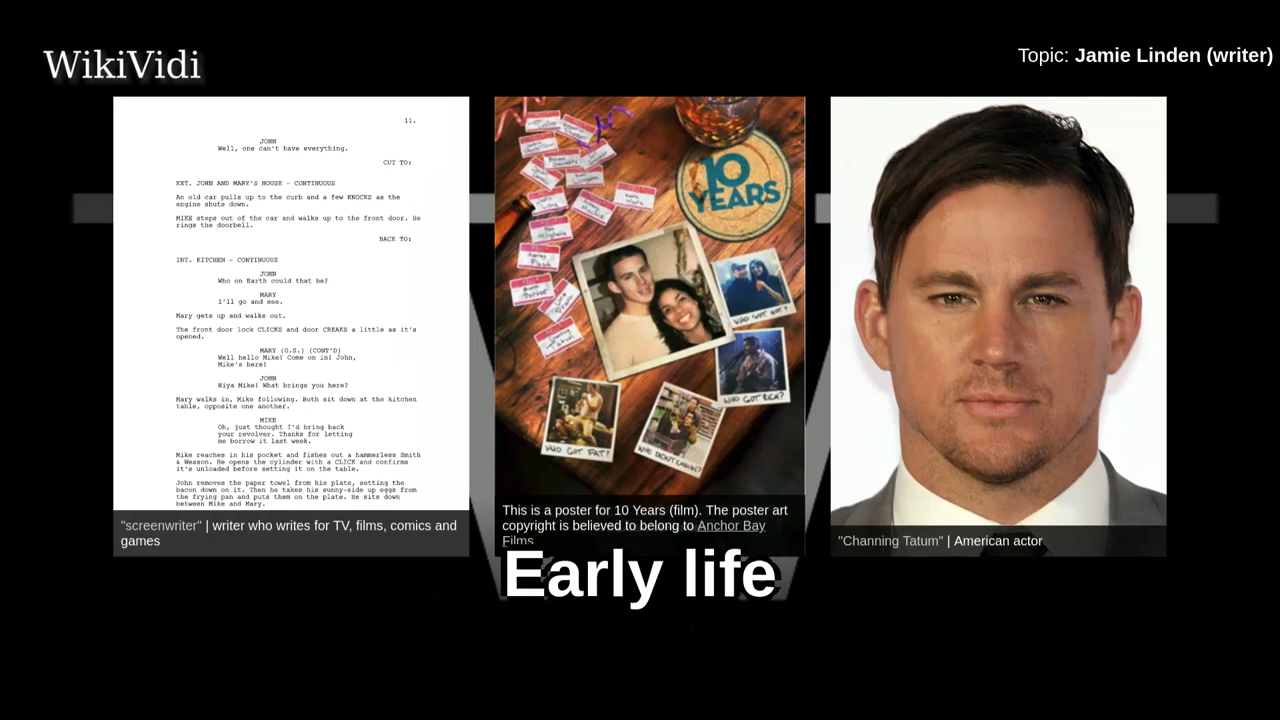 WikiVidi
Topic: Jamie Linden (writer)
11.
JOHN
Well, one can't have everything.
CUT TO:
EXT. JOHN AND MARY'S HOUSE - CONTINUOUS
An old car pulls up to the curb and a few KNOCKS as the
engine shuts down.
MIKE steps out of the car and walks up to the front door. He
rings the doorbell.
BACK TO:
INT. KITCHEN - CONTINUOUS
JOHN
Who on Earth could that be?
MARY
I'll go and see.
Mary gets up and walks out.
The front door lock CLICKS and door CREAKS a little as it's
opened.
MARY (O.S.) (CONT'D)
Well hello Mike! Come on in! John,
Mike's here!
JOHN
Hiya Mike! What brings you here?
Mary walks in, Mike following. Both sit down at the kitchen
table, opposite one another.
MIKE
Oh, just thought I'd bring back
your revolver. Thanks for letting
me borrow it last week.
Mike reaches in his pocket and fishes out a hammerless Smith
& Wesson. He opens the cylinder with a CLICK and confirms
it's unloaded before setting it on the table.
John removes the paper towel from his plate, setting the
bacon down on it. Then he takes his sunny-side up eggs from
the frying pan and puts them on the plate. He sits down
between Mike and Mary.
"screenwriter" | writer who writes for TV, films, comics and
games
10
YEARS
WHO GOT HOT?
WHO GOT RICH?
WHO GOT FAT?
WHO DIDN'T CHANGE?
This is a poster for 10 Years (film). The poster art
copyright is believed to belong to Anchor Bay
Films
"Channing Tatum" | American actor
Early life